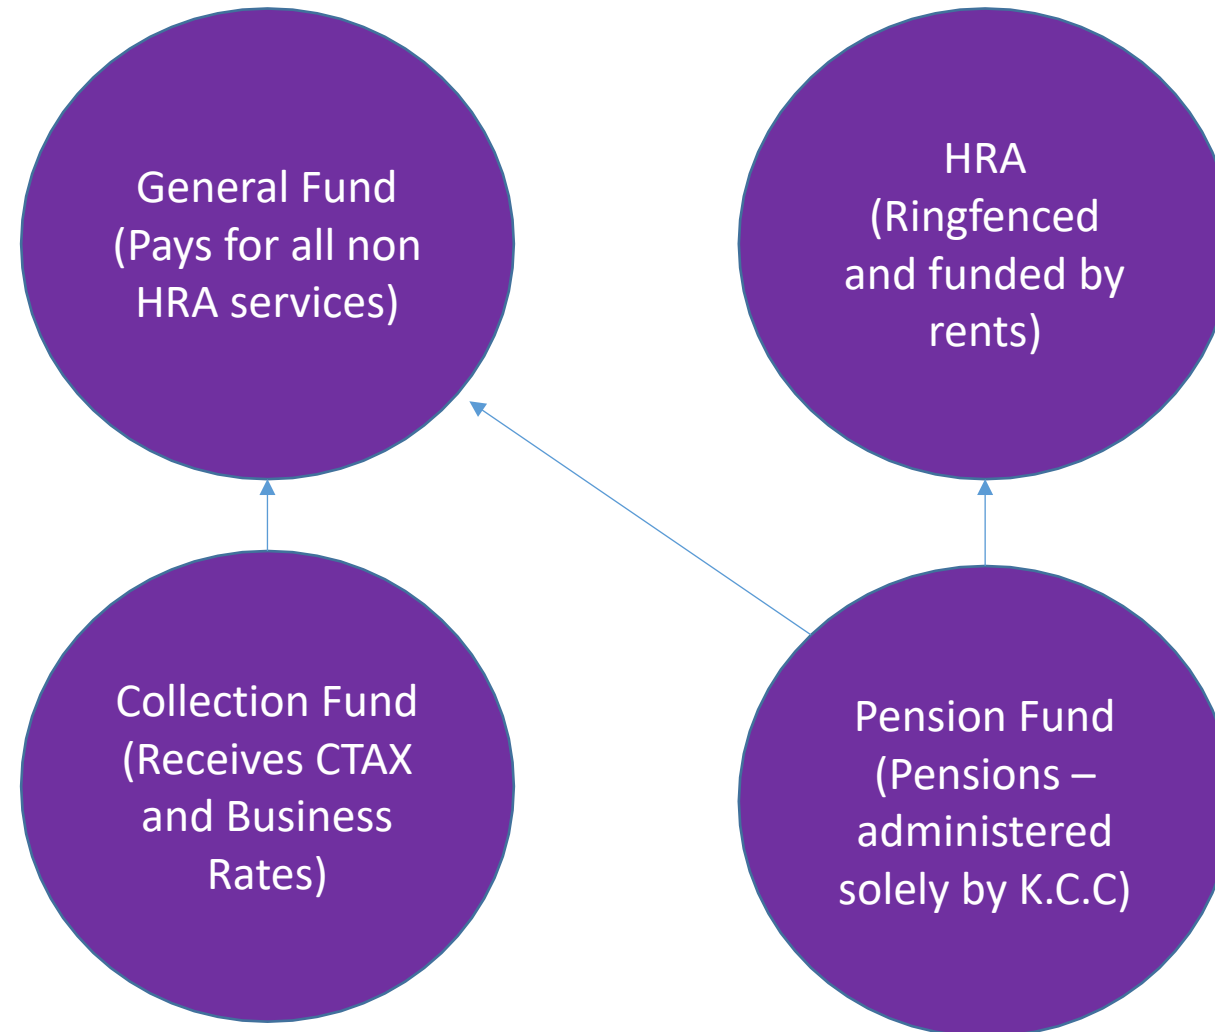 General Fund
(Pays for all non
HRA services)
HRA
(Ringfenced
and funded by
rents)
Collection Fund
(Receives CTAX
and Business
Rates)
Pension Fund
(Pensions –
administered
solely by K.C.C)